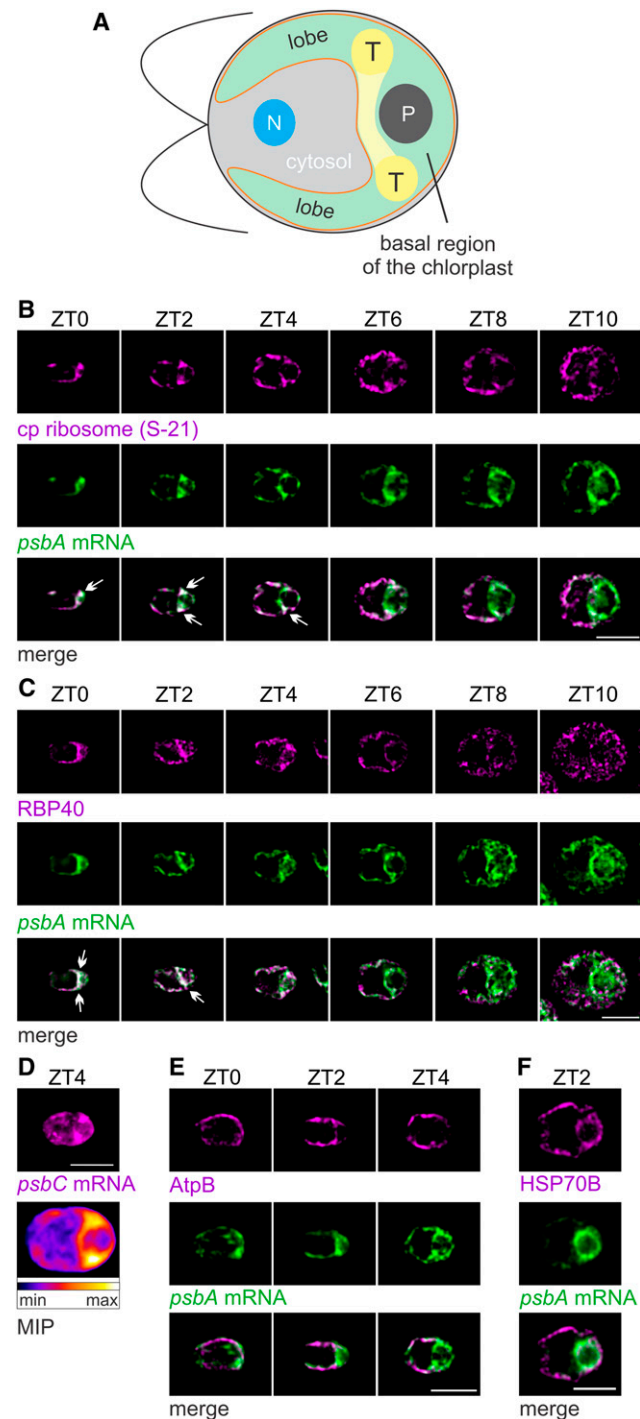 A
lobe
T
N
P
cytosol
T
lobe
basal region
of the chlorplast
B
ZT0 ZT2 ZT4 ZT6 ZT8 ZT10
cp ribosome (S-21)
psbA mRNA
merge
C
ZT0 ZT2 ZT4 ZT6 ZT8 ZT10
RBP40
psbA mRNA
merge
D
ZT4
psbC mRNA
min max
MIP
E
ZT0 ZT2 ZT4
AtpB
psbA mRNA
merge
F
ZT2
HSP70B
psbA mRNA
merge